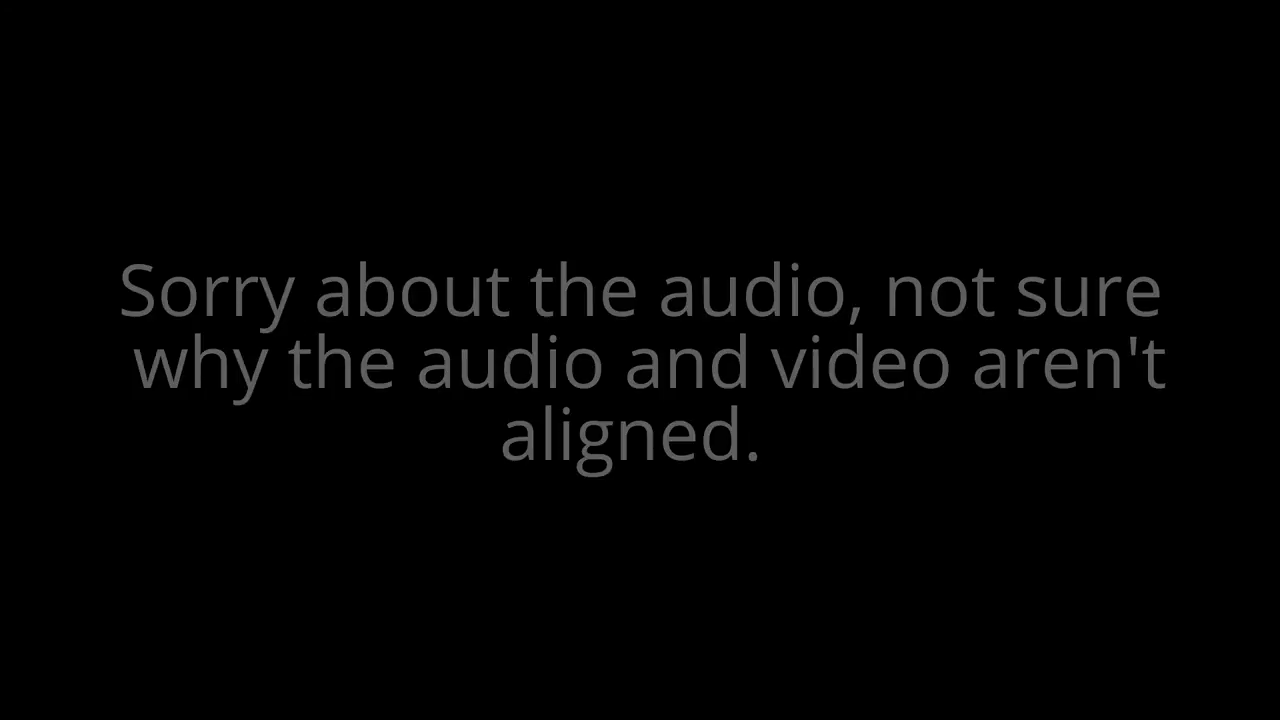 Sorry about the audio, not sure
why the audio and video aren't
aligned.